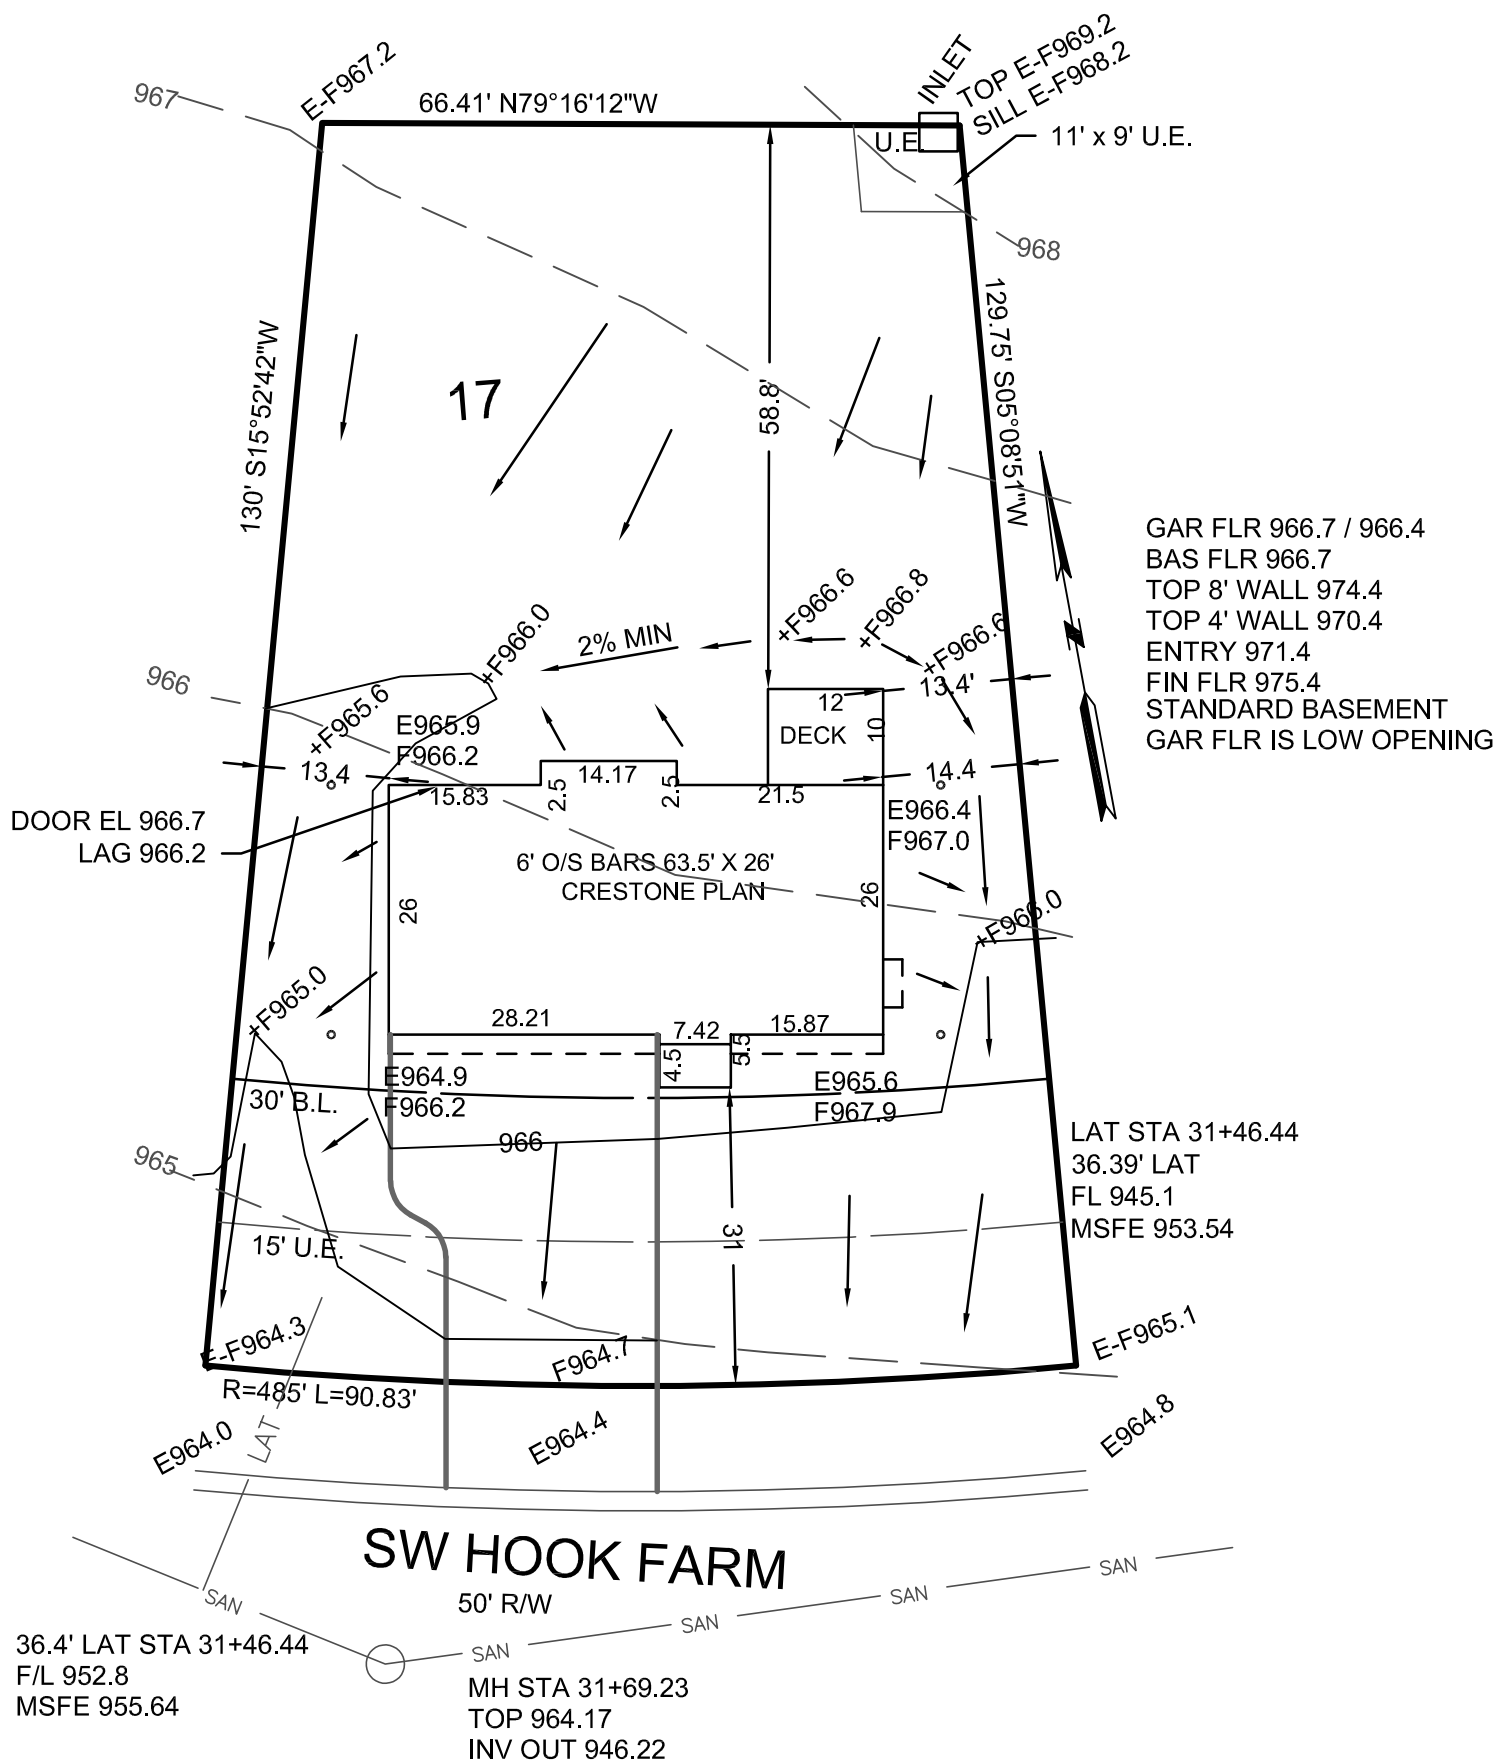 E-F967.2
INLET
TOP E-F969.2
SILL E-F968.2
967
66.41' N79°16'12"W
U.E.
11' x 9' U.E.
968
130' S15°52'42"W
17
58.8'
129.75' S05°08'51"W
GAR FLR 966.7 / 966.4
BAS FLR 966.7
TOP 8' WALL 974.4
TOP 4' WALL 970.4
ENTRY 971.4
FIN FLR 975.4
STANDARD BASEMENT
GAR FLR IS LOW OPENING
+F966.0
2% MIN
+F966.6
+F966.8
+F966.6
966
+F965.6
E965.9
F966.2
13.4'
12
DECK
10
13.4
14.17
14.4
15.83
2.5
2.5
21.5
DOOR EL 966.7
LAG 966.2
E966.4
F967.0
6' O/S BARS 63.5' X 26'
CRESTONE PLAN
26
26
+F966.0
+F965.0
28.21
7.42
15.87
4.5
5.5
E964.9
F966.2
E965.6
F967.9
30' B.L.
966
965
LAT STA 31+46.44
36.39' LAT
FL 945.1
MSFE 953.54
31
15' U.E.
E-F964.3
F964.7
E-F965.1
R=485' L=90.83'
E964.0
LAT
E964.4
E964.8
SW HOOK FARM
50' R/W
SAN
SAN
SAN
SAN
SAN
36.4' LAT STA 31+46.44
F/L 952.8
MSFE 955.64
MH STA 31+69.23
TOP 964.17
INV OUT 946.22